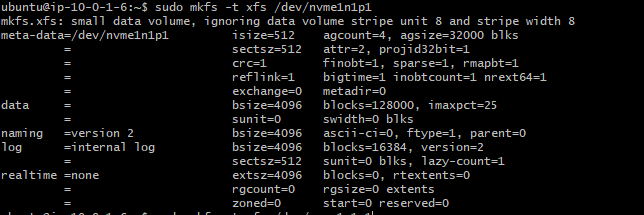 ubuntu@ip-10-0-1-6:~$ sudo mkfs -t xfs /dev/nvme1n1p1
mkfs.xfs: small data volume, ignoring data volume stripe unit 8 and stripe width 8
meta-data=/dev/nvme1n1p1 isize=512 agcount=4, agsize=32000 blks
= sectsz=512 attr=2, projid32bit=1
= crc=1 finobt=1, sparse=1, rmapbt=1
= reflink=1 bigtime=1 inobtcount=1 nrext64=1
= exchange=0 metadir=0
data = bsize=4096 blocks=128000, imaxpct=25
= sunit=0 swidth=0 blks
naming =version 2 bsize=4096 ascii-ci=0, ftype=1, parent=0
log =internal log bsize=4096 blocks=16384, version=2
= sectsz=512 sunit=0 blks, lazy-count=1
realtime =none extsz=4096 blocks=0, rtextents=0
= rgcount=0 rgsize=0 extents
= zoned=0 start=0 reserved=0